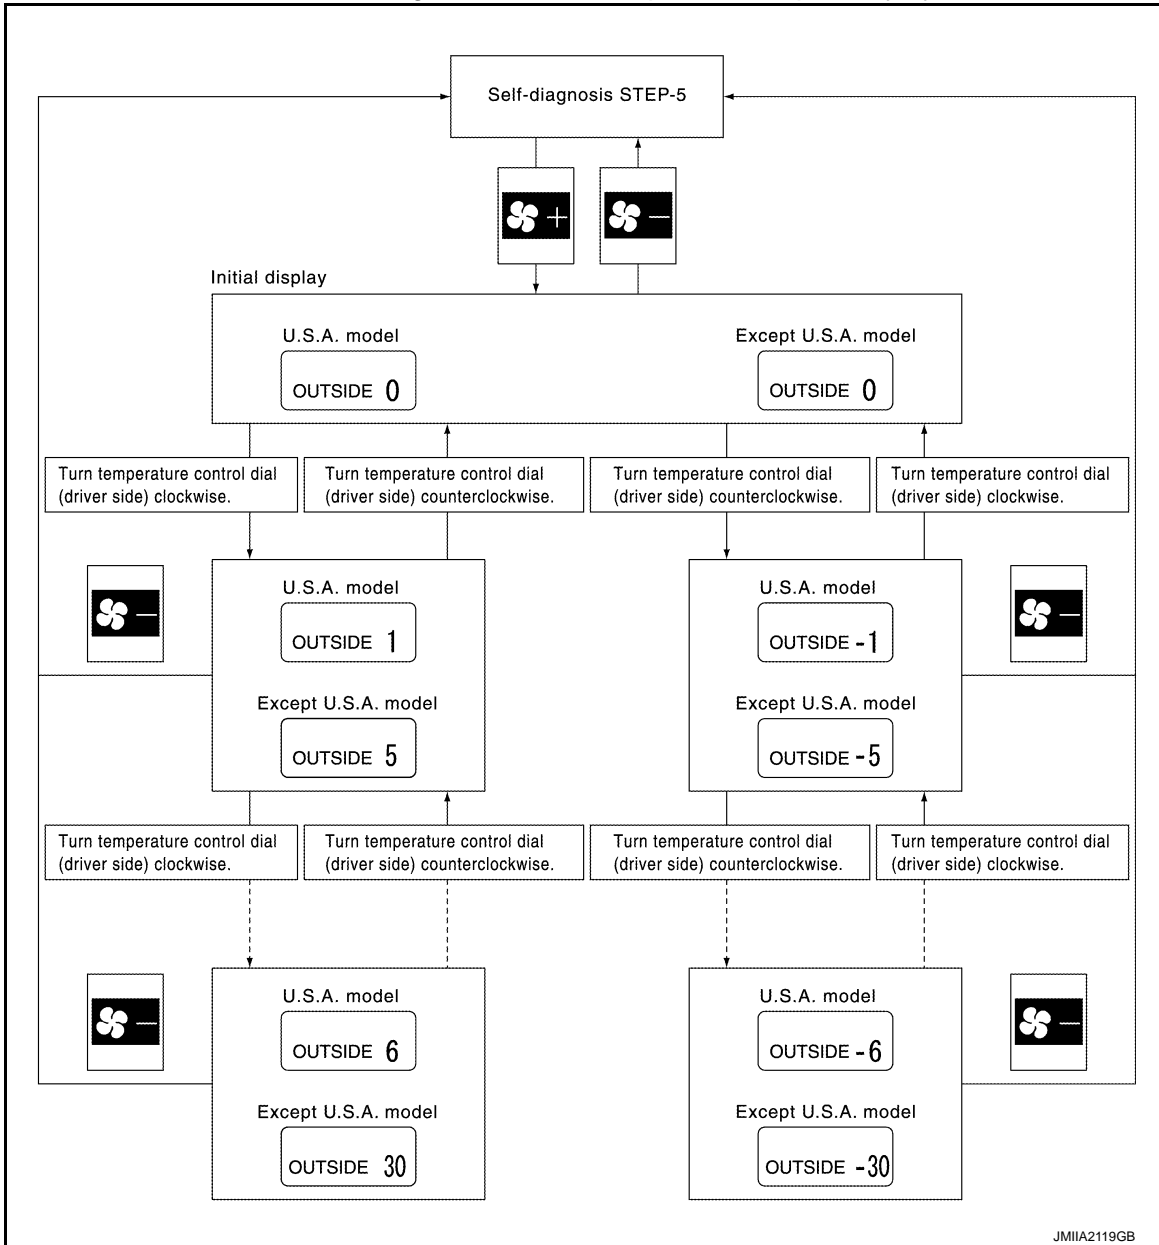 Self-diagnosis STEP-5
+
−
Initial display
U.S.A. model
OUTSIDE 0
Except U.S.A. model
OUTSIDE 0
Turn temperature control dial
(driver side) clockwise.
Turn temperature control dial
(driver side) counterclockwise.
Turn temperature control dial
(driver side) counterclockwise.
Turn temperature control dial
(driver side) clockwise.
−
U.S.A. model
OUTSIDE 1
Except U.S.A. model
OUTSIDE 5
U.S.A. model
OUTSIDE -1
Except U.S.A. model
OUTSIDE -5
−
Turn temperature control dial
(driver side) clockwise.
Turn temperature control dial
(driver side) counterclockwise.
Turn temperature control dial
(driver side) counterclockwise.
Turn temperature control dial
(driver side) clockwise.
−
U.S.A. model
OUTSIDE 6
Except U.S.A. model
OUTSIDE 30
U.S.A. model
OUTSIDE -6
Except U.S.A. model
OUTSIDE -30
−
JMIIA2119GB